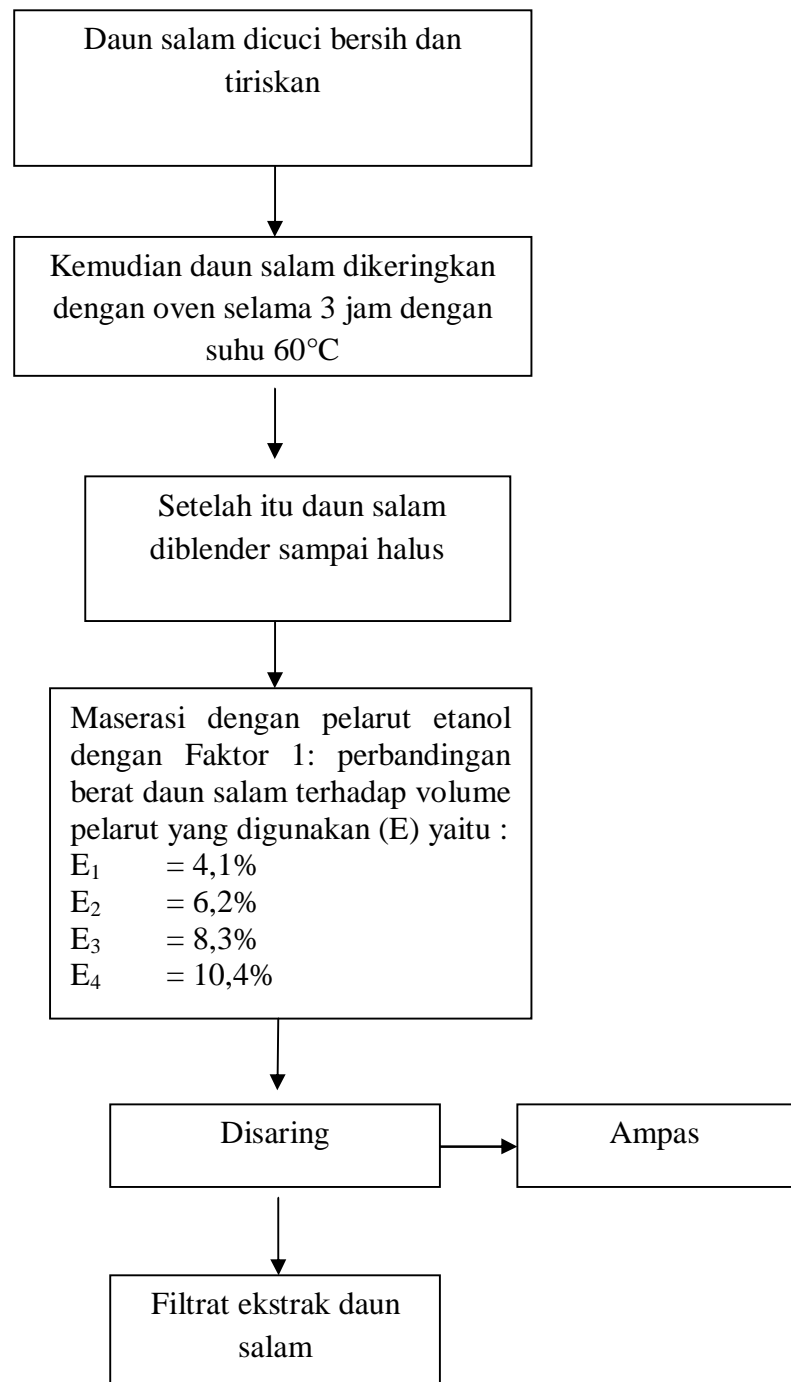 Daun salam dicuci bersih dan
tiriskan
Kemudian daun salam dikeringkan
dengan oven selama 3 jam dengan
suhu 60°C
Setelah itu daun salam
diblender sampai halus
Maserasi dengan pelarut etanol
dengan Faktor 1: perbandingan
berat daun salam terhadap volume
pelarut yang digunakan (E) yaitu :
E₁ = 4,1%
E₂ = 6,2%
E₃ = 8,3%
E₄ = 10,4%
Disaring
Ampas
Filtrat ekstrak daun
salam